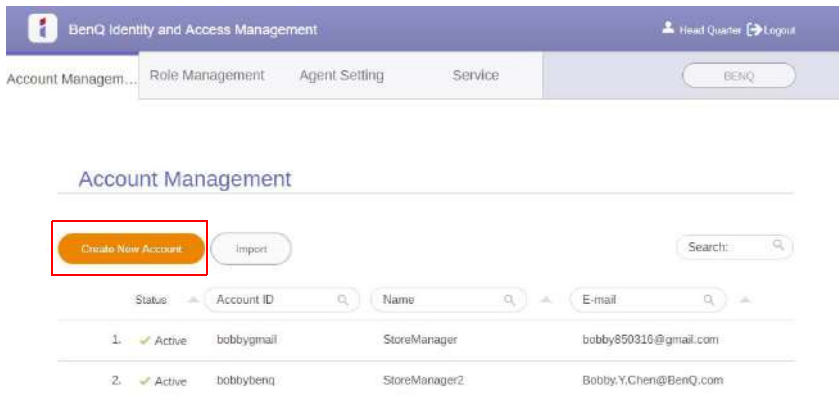 BenQ Identity and Access Management Head Quarter Logout
Account Managem... Role Management Agent Setting Service BENQ
Account Management
Create New Account Import Search:
Status Account ID Name E-mail
1. Active bobbygmail StoreManager bobby850316@gmail.com
2. Active bobbybenq StoreManager2 Bobby.Y.Chen@BenQ.com